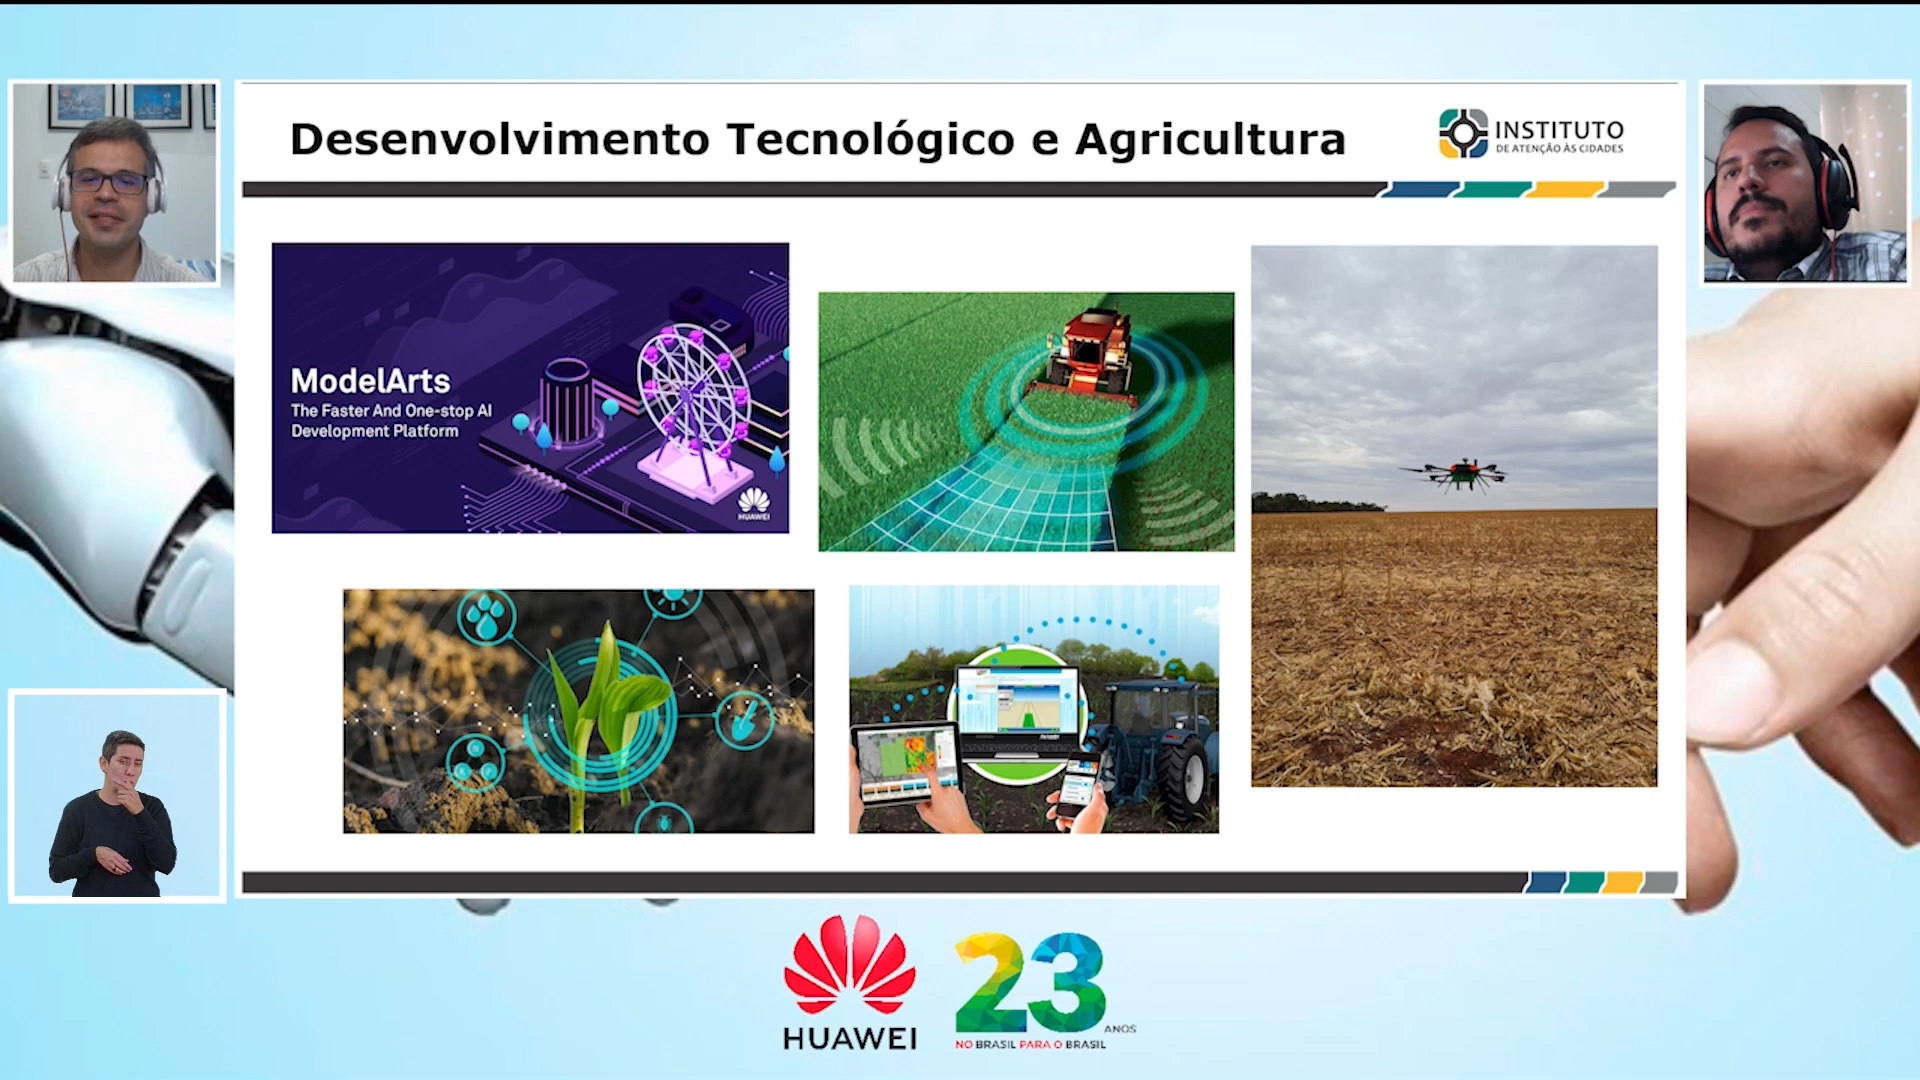 Desenvolvimento Tecnológico e Agricultura
INSTITUTO
DE ATENÇÃO ÀS CIDADES
ModelArts
The Faster And One-stop AI
Development Platform
HUAWEI
HUAWEI
23
ANOS
NO BRASIL PARA O BRASIL